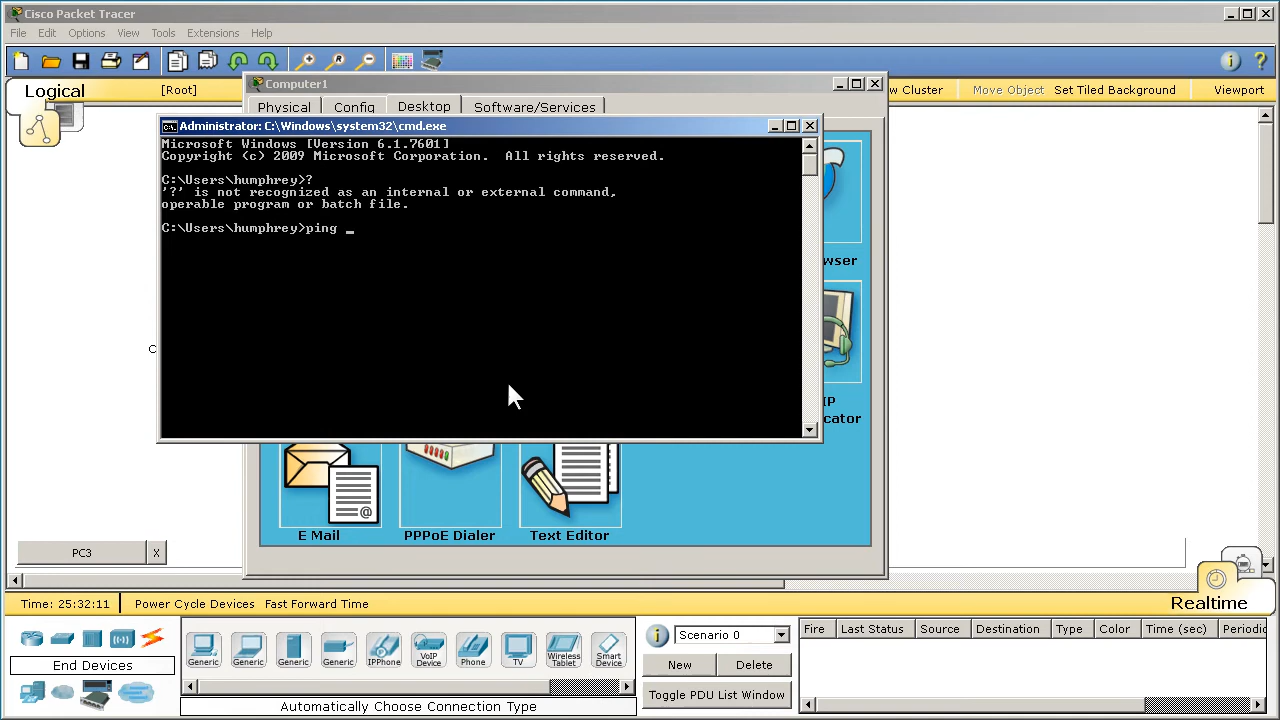 Cisco Packet Tracer
File Edit Options View Tools Extensions Help
Logical [Root] w Cluster Move Object Set Tiled Background Viewport
Computer1
Physical Config Desktop Software/Services
Administrator: C:\Windows\system32\cmd.exe
Microsoft Windows [Version 6.1.7601]
Copyright (c) 2009 Microsoft Corporation.  All rights reserved.
C:\Users\humphrey>?
'?' is not recognized as an internal or external command,
operable program or batch file.
C:\Users\humphrey>ping _
wser
C
IP
cator
E Mail PPPoE Dialer Text Editor
PC3 X
Realtime
Time: 25:32:11 Power Cycle Devices Fast Forward Time
End Devices
Generic Generic Generic Generic IPPhone VoIP Device Phone TV Wireless Tablet Smart Device
Automatically Choose Connection Type
Scenario 0
New Delete
Toggle PDU List Window
Fire Last Status Source Destination Type Color Time (sec) Periodic